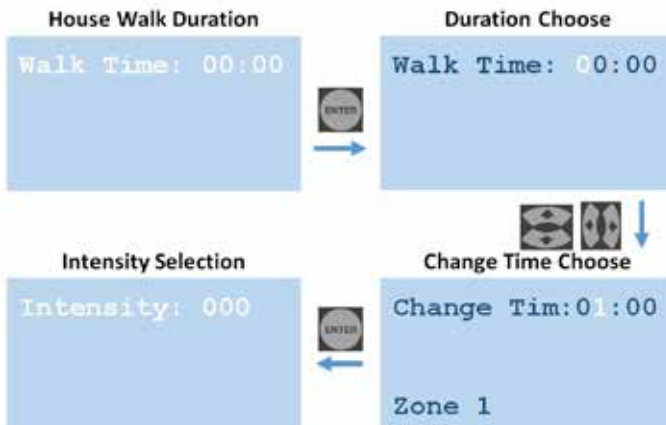 House Walk Duration
Walk Time: 00:00
ENTER
Duration Choose
Walk Time: 00:00
Change Time Choose
Change Tim:01:00
Zone 1
ENTER
Intensity Selection
Intensity: 000